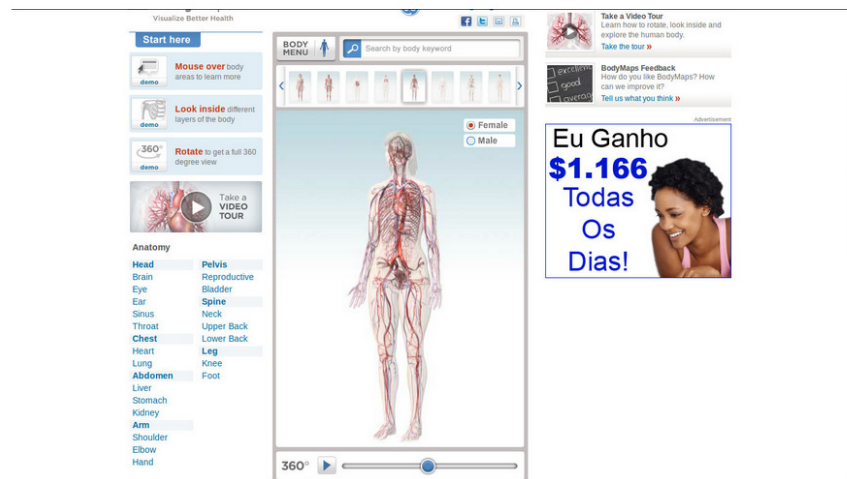 Visualize Better Health
Start here
demo
Mouse over body
areas to learn more
demo
Look inside different
layers of the body
360°
demo
Rotate to get a full 360
degree view
Take a
VIDEO
TOUR
Anatomy
Head
Brain
Eye
Ear
Sinus
Throat
Chest
Heart
Lung
Abdomen
Liver
Stomach
Kidney
Arm
Shoulder
Elbow
Hand
Pelvis
Reproductive
Bladder
Spine
Neck
Upper Back
Lower Back
Leg
Knee
Foot
BODY
MENU
Search by body keyword
Female
Male
360°
Take a Video Tour
Learn how to rotate, look inside and
explore the human body.
Take the tour »
excellent
good
average
BodyMaps Feedback
How do you like BodyMaps? How
can we improve it?
Tell us what you think »
Advertisement
Eu Ganho
$1.166
Todas
Os
Dias!